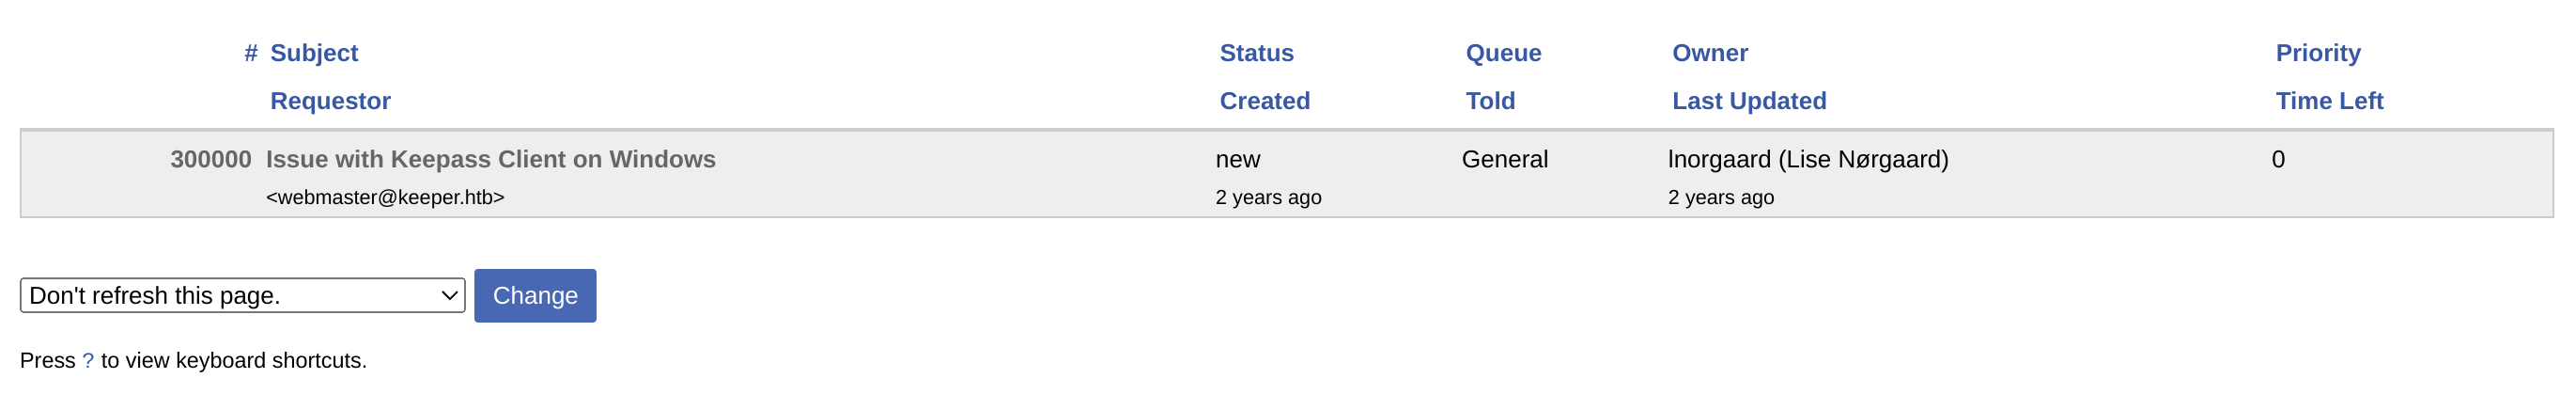 # Subject Status Queue Owner Priority
Requestor Created Told Last Updated Time Left
300000 Issue with Keepass Client on Windows new General lnorgaard (Lise Nørgaard) 0
<webmaster@keeper.htb> 2 years ago 2 years ago
Don't refresh this page. Change
Press ? to view keyboard shortcuts.